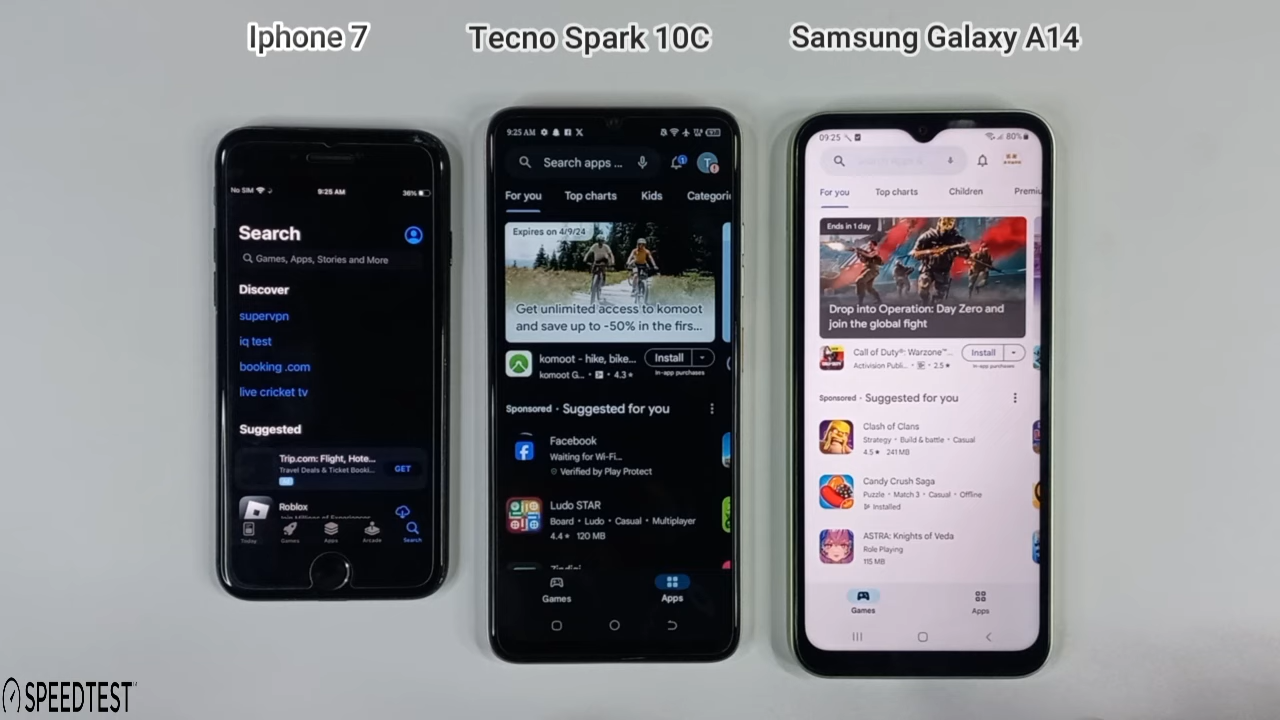 Iphone 7
Tecno Spark 10C
Samsung Galaxy A14
No SIM
9:25 AM
36%
Search
Games, Apps, Stories and More
Discover
supervpn
iq test
booking .com
live cricket tv
Suggested
Trip.com: Flight, Hote...
Travel Deals & Ticket Booki...
Ad
GET
Roblox
Join Millions of Experiences
Today
Games
Apps
Arcade
Search
9:25 AM
Search apps ...
T
For you
Top charts
Kids
Categori
Expires on 4/9/24
Get unlimited access to komoot
and save up to -50% in the firs...
komoot - hike, bike...
komoot G... • 4.3★
Install
In-app purchases
Sponsored • Suggested for you
Facebook
Waiting for Wi-Fi...
Verified by Play Protect
Ludo STAR
Board • Ludo • Casual • Multiplayer
4.4★ 120 MB
Games
Apps
09:25
80%
For you
Top charts
Children
Premiu
Ends in 1 day
Drop into Operation: Day Zero and
join the global fight
Call of Duty®: Warzone™...
Activision Publi... • 2.5★
Install
In-app purchases
Sponsored • Suggested for you
Clash of Clans
Strategy • Build & battle • Casual
4.5★ 241 MB
Candy Crush Saga
Puzzle • Match 3 • Casual • Offline
Installed
ASTRA: Knights of Veda
Role Playing
115 MB
Games
Apps
SPEEDTEST